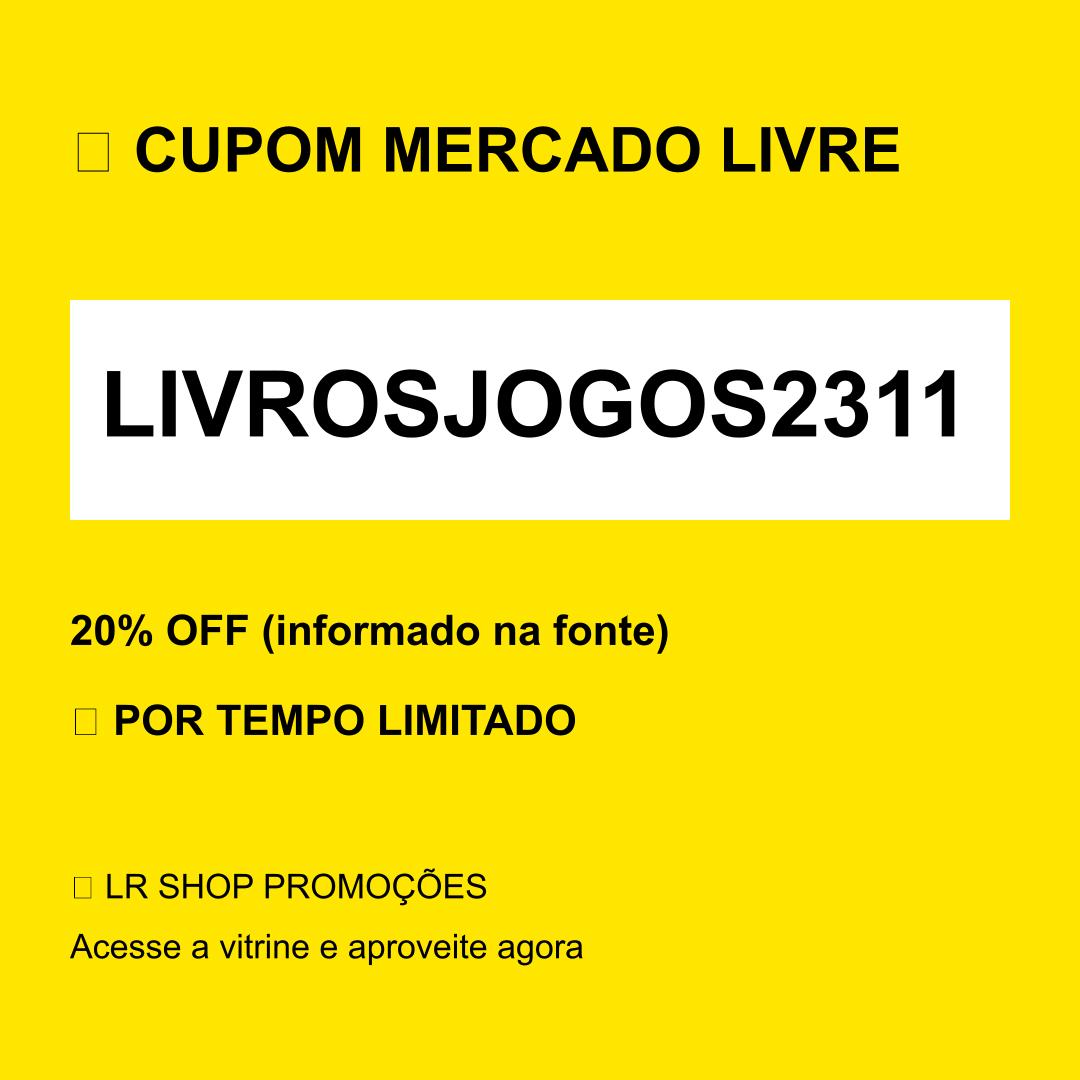 CUPOM MERCADO LIVRE
LIVROSJOGOS2311
20% OFF (informado na fonte)
POR TEMPO LIMITADO
LR SHOP PROMOÇÕES
Acesse a vitrine e aproveite agora